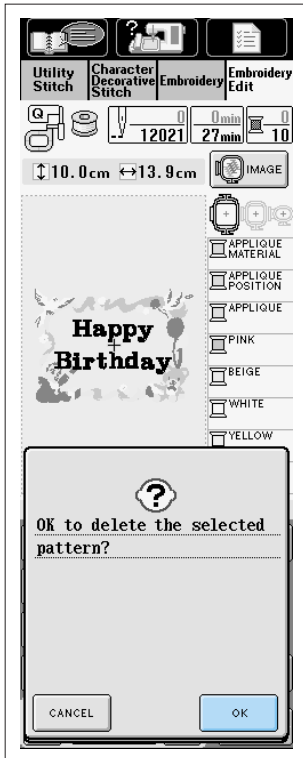 Utility
Stitch
Character
Decorative
Stitch
Embroidery
Embroidery
Edit
Q
0
12021
0min
27min
0
10
10.0cm
13.9cm
IMAGE
APPLIQUE
MATERIAL
APPLIQUE
POSITION
APPLIQUE
PINK
BEIGE
WHITE
YELLOW
Happy
Birthday
?
OK to delete the selected
pattern?
CANCEL
OK